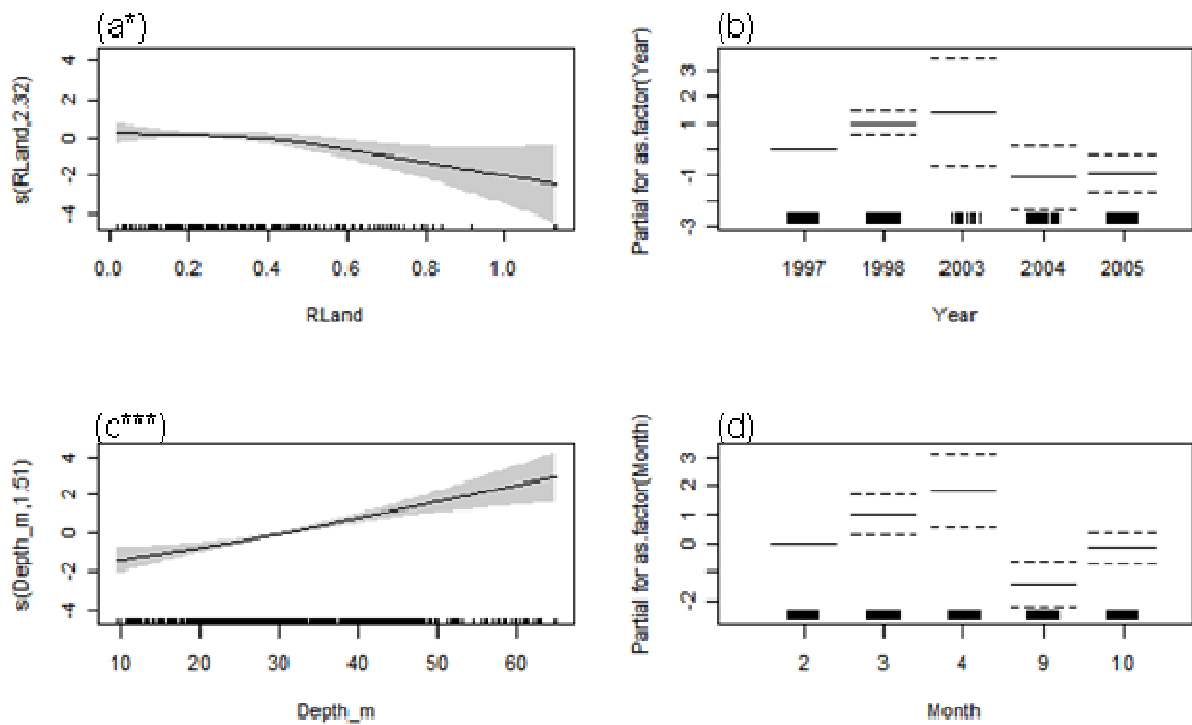 (a*)
s(RLand,2.32)
4
2
0
-2
-4
0.0 0.2 0.4 0.6 0.8 1.0
RLand
(b)
Partial for as.factor(Year)
3
2
1
-1
-3
1997 1998 2003 2004 2005
Year
(c***)
s(Depth_m,1.51)
4
2
0
-2
-4
10 20 30 40 50 60
Depth_m
(d)
Partial for as.factor(Month)
3
2
1
0
-2
2 3 4 9 10
Month